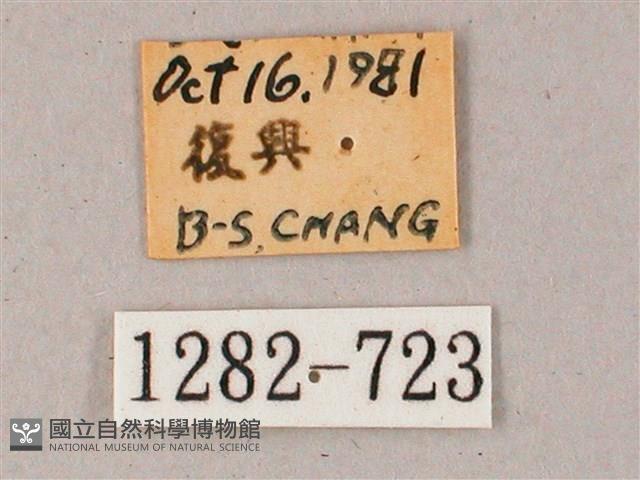 Oct 16. 1981
復興
B-S. CHANG
1282-723
國立自然科學博物館
NATIONAL MUSEUM OF NATURAL SCIENCE